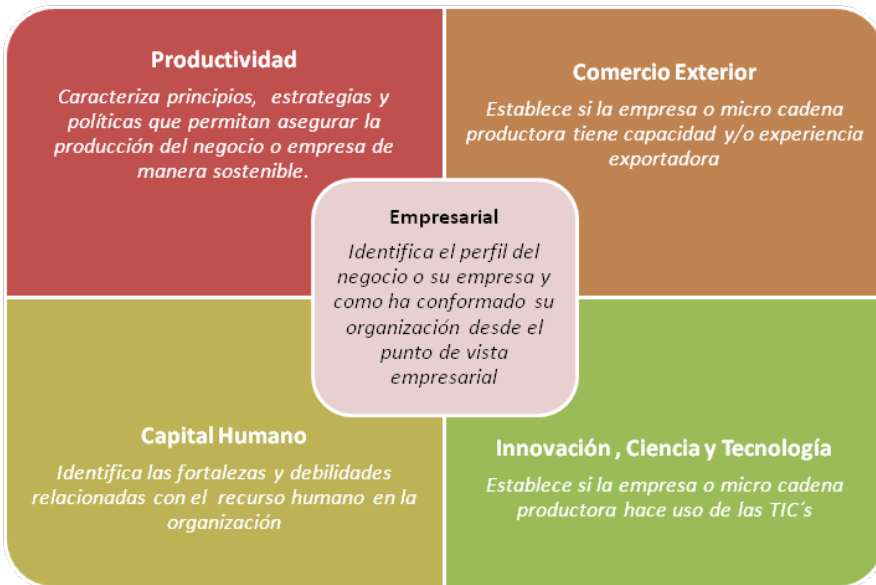 Productividad
Caracteriza principios, estrategias y
políticas que permitan asegurar la
producción del negocio o empresa de
manera sostenible.
Comercio Exterior
Establece si la empresa o micro cadena
productora tiene capacidad y/o experiencia
exportadora
Empresarial
Identifica el perfil del
negocio o su empresa y
como ha conformado su
organización desde el
punto de vista
empresarial
Capital Humano
Identifica las fortalezas y debilidades
relacionadas con el recurso humano en la
organización
Innovación , Ciencia y Tecnología
Establece si la empresa o micro cadena
productora hace uso de las TIC´s